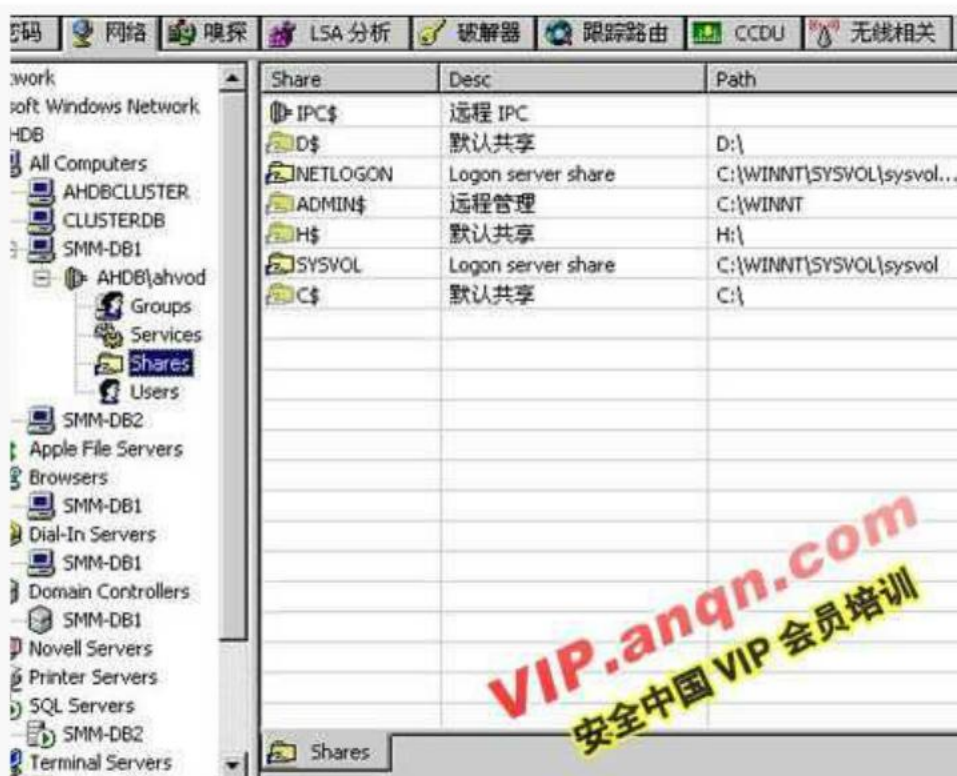 密码 网络 嗅探 LSA 分析 破解器 跟踪路由 CCDU 无线相关
twork
soft Windows Network
HDB
All Computers
AHDBCLUSTER
CLUSTERDB
SMM-DB1
AHDB\ahvod
Groups
Services
Shares
Users
SMM-DB2
Apple File Servers
Browsers
SMM-DB1
Dial-In Servers
SMM-DB1
Domain Controllers
SMM-DB1
Novell Servers
Printer Servers
SQL Servers
SMM-DB2
Terminal Servers
Share Desc Path
IPC$ 远程 IPC
D$ 默认共享 D:\
NETLOGON Logon server share C:\WINNT\SYSVOL\sysvol...
ADMIN$ 远程管理 C:\WINNT
H$ 默认共享 H:\
SYSVOL Logon server share C:\WINNT\SYSVOL\sysvol
C$ 默认共享 C:\
VIP.anqn.com
安全中国 VIP 会员培训
Shares